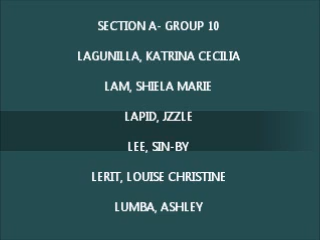 SECTION A- GROUP 10
LAGUNILLA, KATRINA CECILIA
LAM, SHIELA MARIE
LAPID, JZZLE
LEE, SIN-BY
LERIT, LOUISE CHRISTINE
LUMBA, ASHLEY